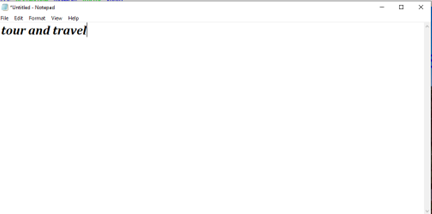 *Untitled - Notepad
File Edit Format View Help
tour and travel